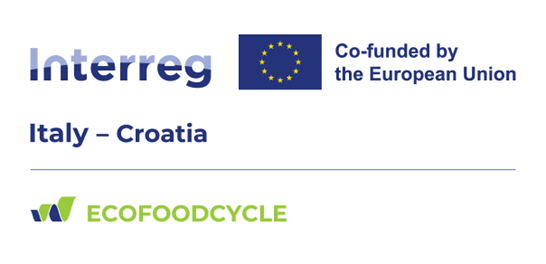 Interreg
Co-funded by
the European Union
Italy – Croatia
ECOFOODCYCLE